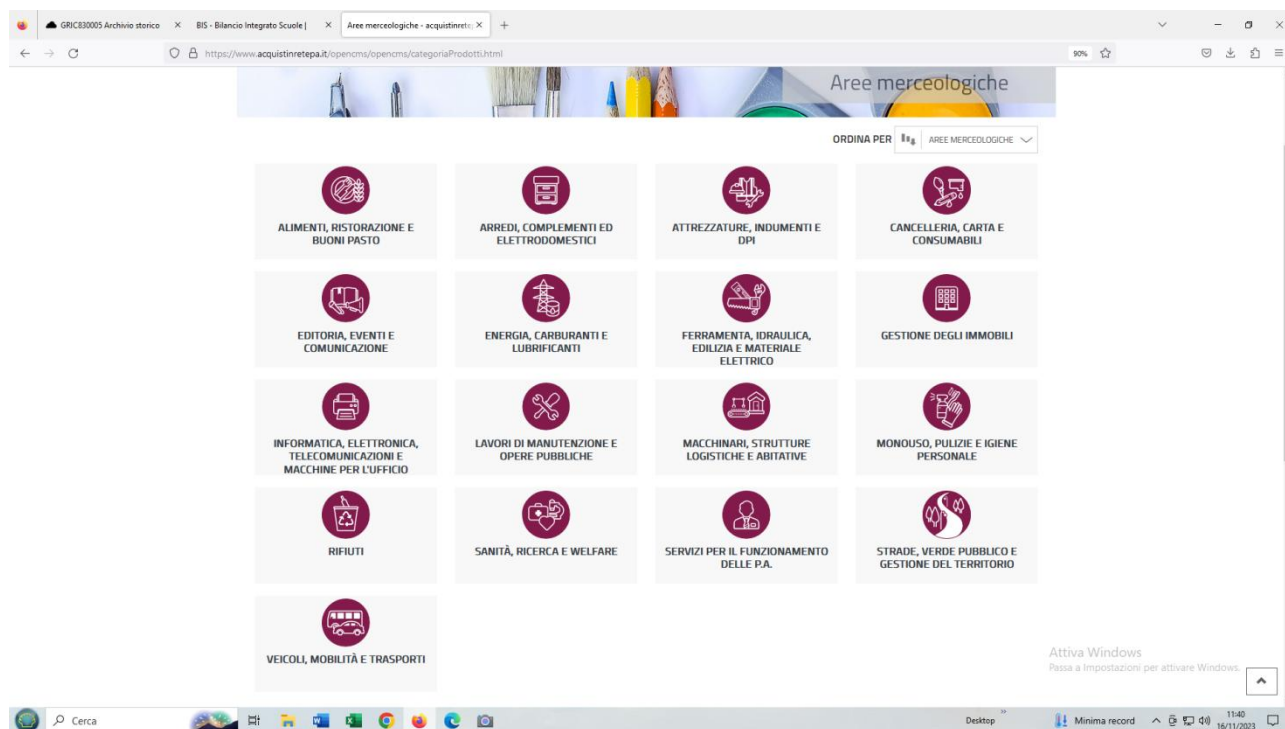 GRIC830005 Archivio storico
BIS - Bilancio Integrato Scuole |
Aree merceologiche - acquistinretep
https://www.acquistinretepa.it/opencms/opencms/categoriaProdotti.html
90%
Aree merceologiche
ORDINA PER
AREE MERCEOLOGICHE
ALIMENTI, RISTORAZIONE E
BUONI PASTO
ARREDI, COMPLEMENTI ED
ELETTRODOMESTICI
ATTREZZATURE, INDUMENTI E
DPI
CANCELLERIA, CARTA E
CONSUMABILI
EDITORIA, EVENTI E
COMUNICAZIONE
ENERGIA, CARBURANTI E
LUBRIFICANTI
FERRAMENTA, IDRAULICA,
EDILIZIA E MATERIALE
ELETTRICO
GESTIONE DEGLI IMMOBILI
INFORMATICA, ELETTRONICA,
TELECOMUNICAZIONI E
MACCHINE PER L'UFFICIO
LAVORI DI MANUTENZIONE E
OPERE PUBBLICHE
MACCHINARI, STRUTTURE
LOGISTICHE E ABITATIVE
MONOUSO, PULIZIE E IGIENE
PERSONALE
RIFIUTI
SANITÀ, RICERCA E WELFARE
SERVIZI PER IL FUNZIONAMENTO
DELLE P.A.
STRADE, VERDE PUBBLICO E
GESTIONE DEL TERRITORIO
VEICOLI, MOBILITÀ E TRASPORTI
Attiva Windows
Passa a Impostazioni per attivare Windows.
Cerca
Desktop
Minima record
11:40
16/11/2023